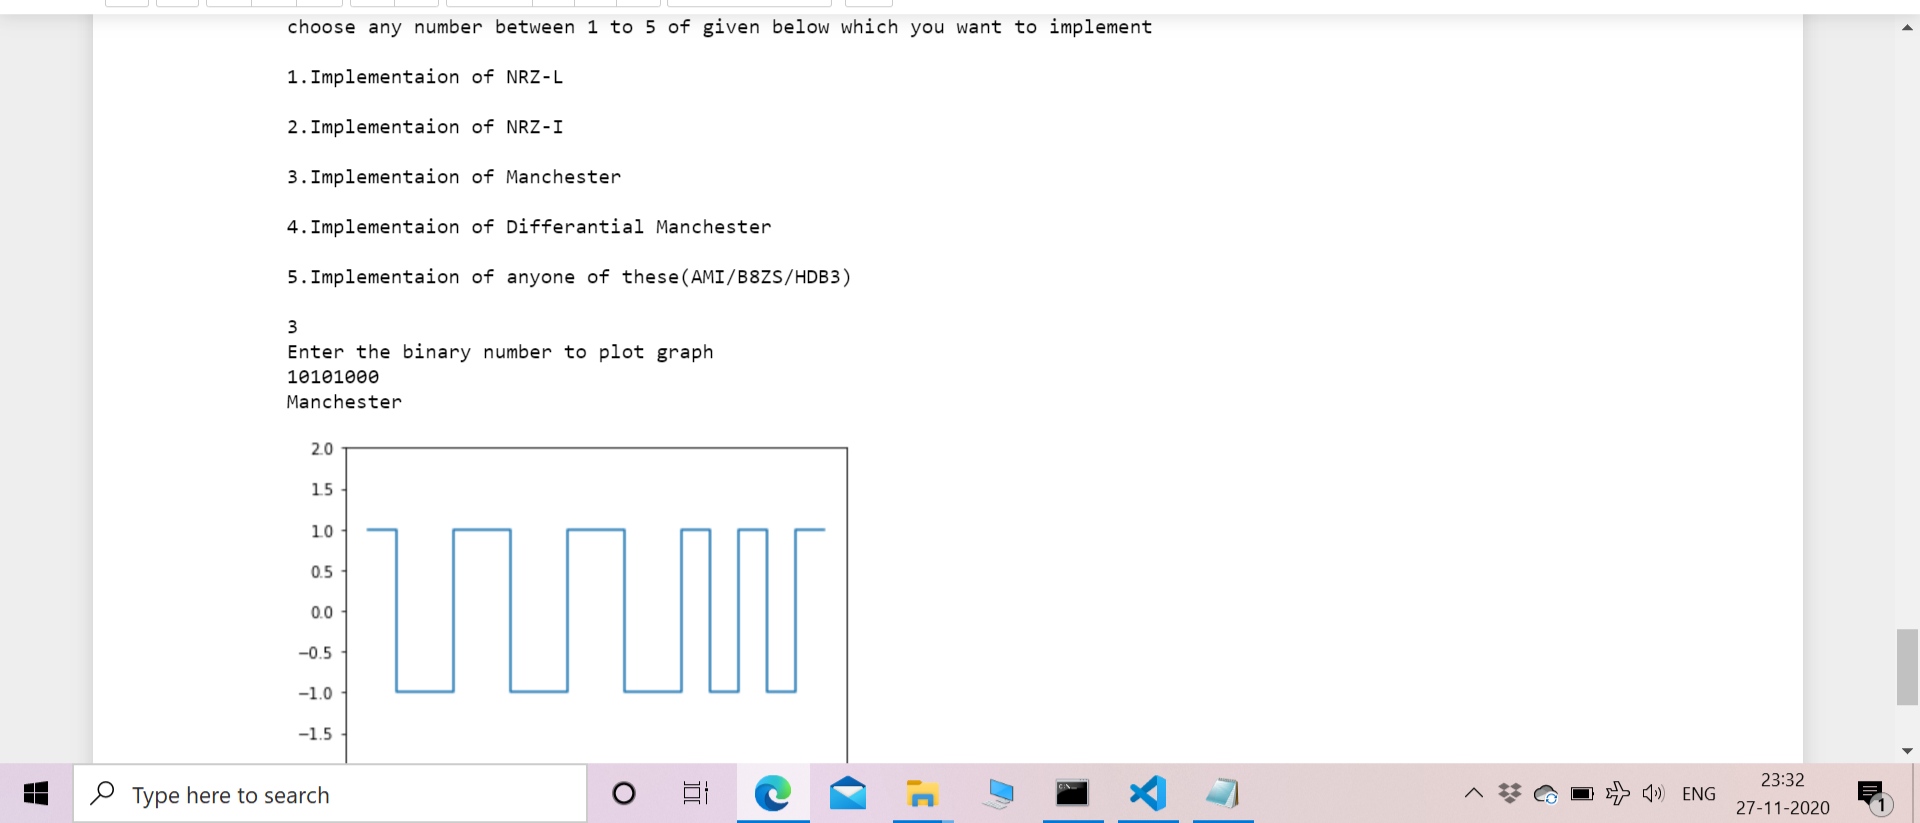 choose any number between 1 to 5 of given below which you want to implement
1.Implementaion of NRZ-L
2.Implementaion of NRZ-I
3.Implementaion of Manchester
4.Implementaion of Differantial Manchester
5.Implementaion of anyone of these(AMI/B8ZS/HDB3)
3
Enter the binary number to plot graph
10101000
Manchester
2.0
1.5
1.0
0.5
0.0
−0.5
−1.0
−1.5
Type here to search
ENG
23:32
27-11-2020
1